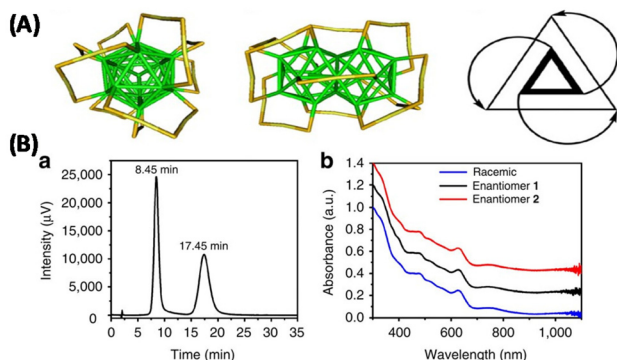 (A)
(B)
a
8.45 min
17.45 min
Intensity (µV)
25,000
20,000
15,000
10,000
5,000
0
0 5 10 15 20 25 30 35
Time (min)
b
Racemic
Enantiomer 1
Enantiomer 2
Absorbance (a.u.)
1.4
1.2
1.0
0.8
0.6
0.4
0.2
0.0
400 600 800 1,000
Wavelength (nm)